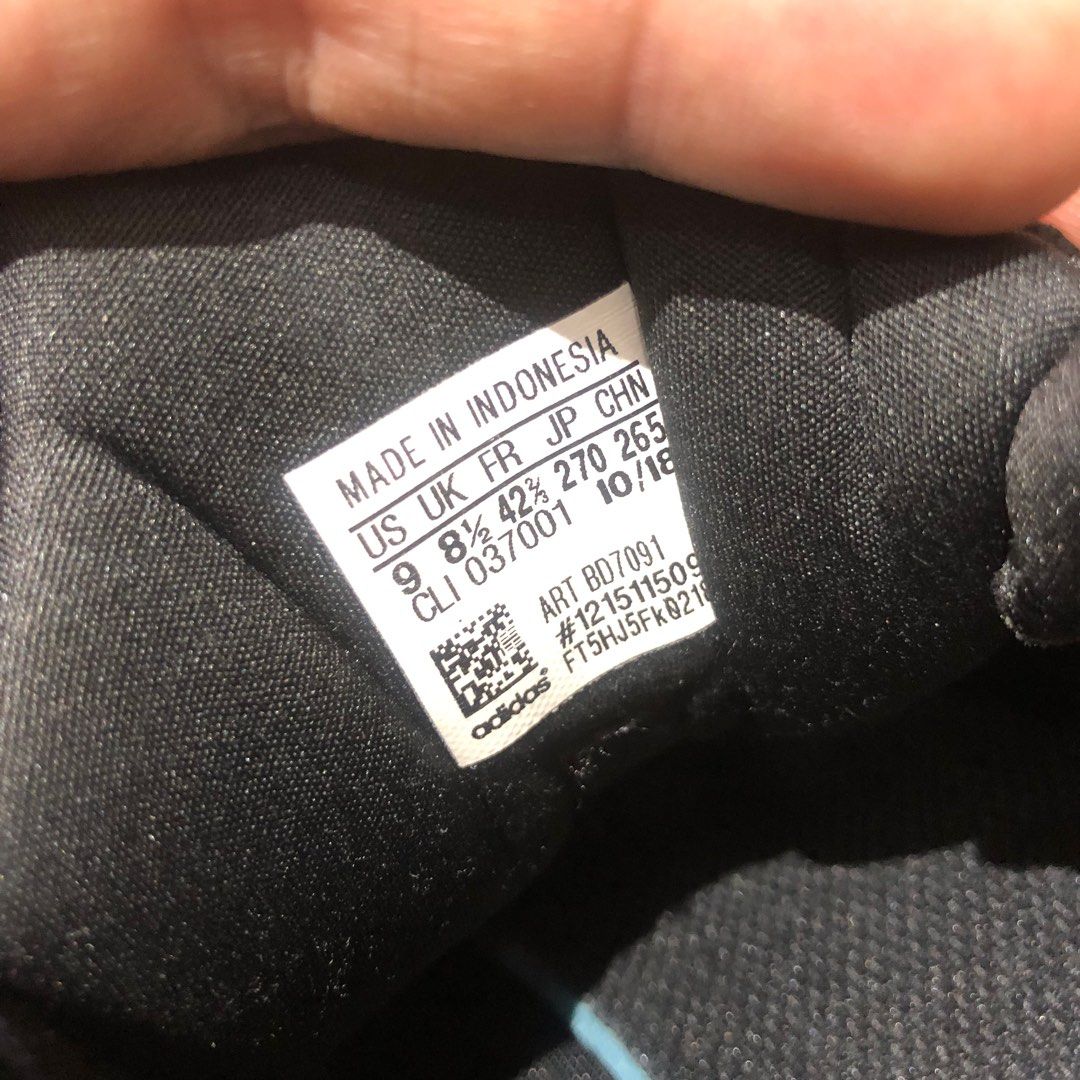 MADE IN INDONESIA
US UK FR JP CHN
9 8½ 42⅔ 270 265
CLI 037001 10/18
ART BD7091
#121511509
FT5HJ5FkQ218
adidas®